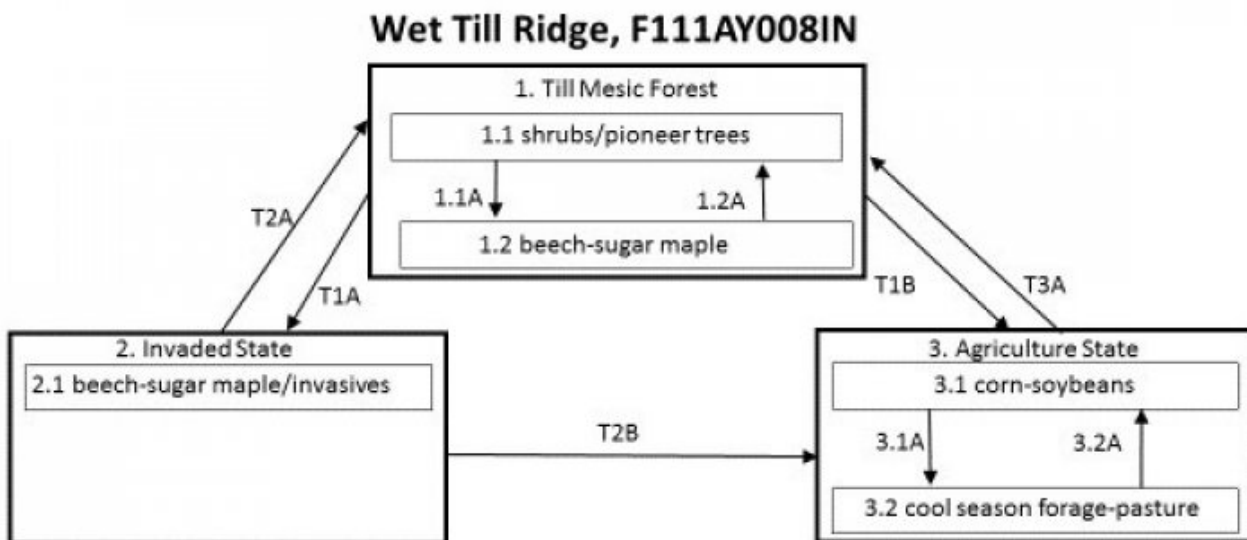 Wet Till Ridge, F111AY008IN
1. Till Mesic Forest
1.1 shrubs/pioneer trees
1.1A
1.2A
1.2 beech-sugar maple
T2A
T1A
T1B
T3A
2. Invaded State
2.1 beech-sugar maple/invasives
T2B
3. Agriculture State
3.1 corn-soybeans
3.1A
3.2A
3.2 cool season forage-pasture